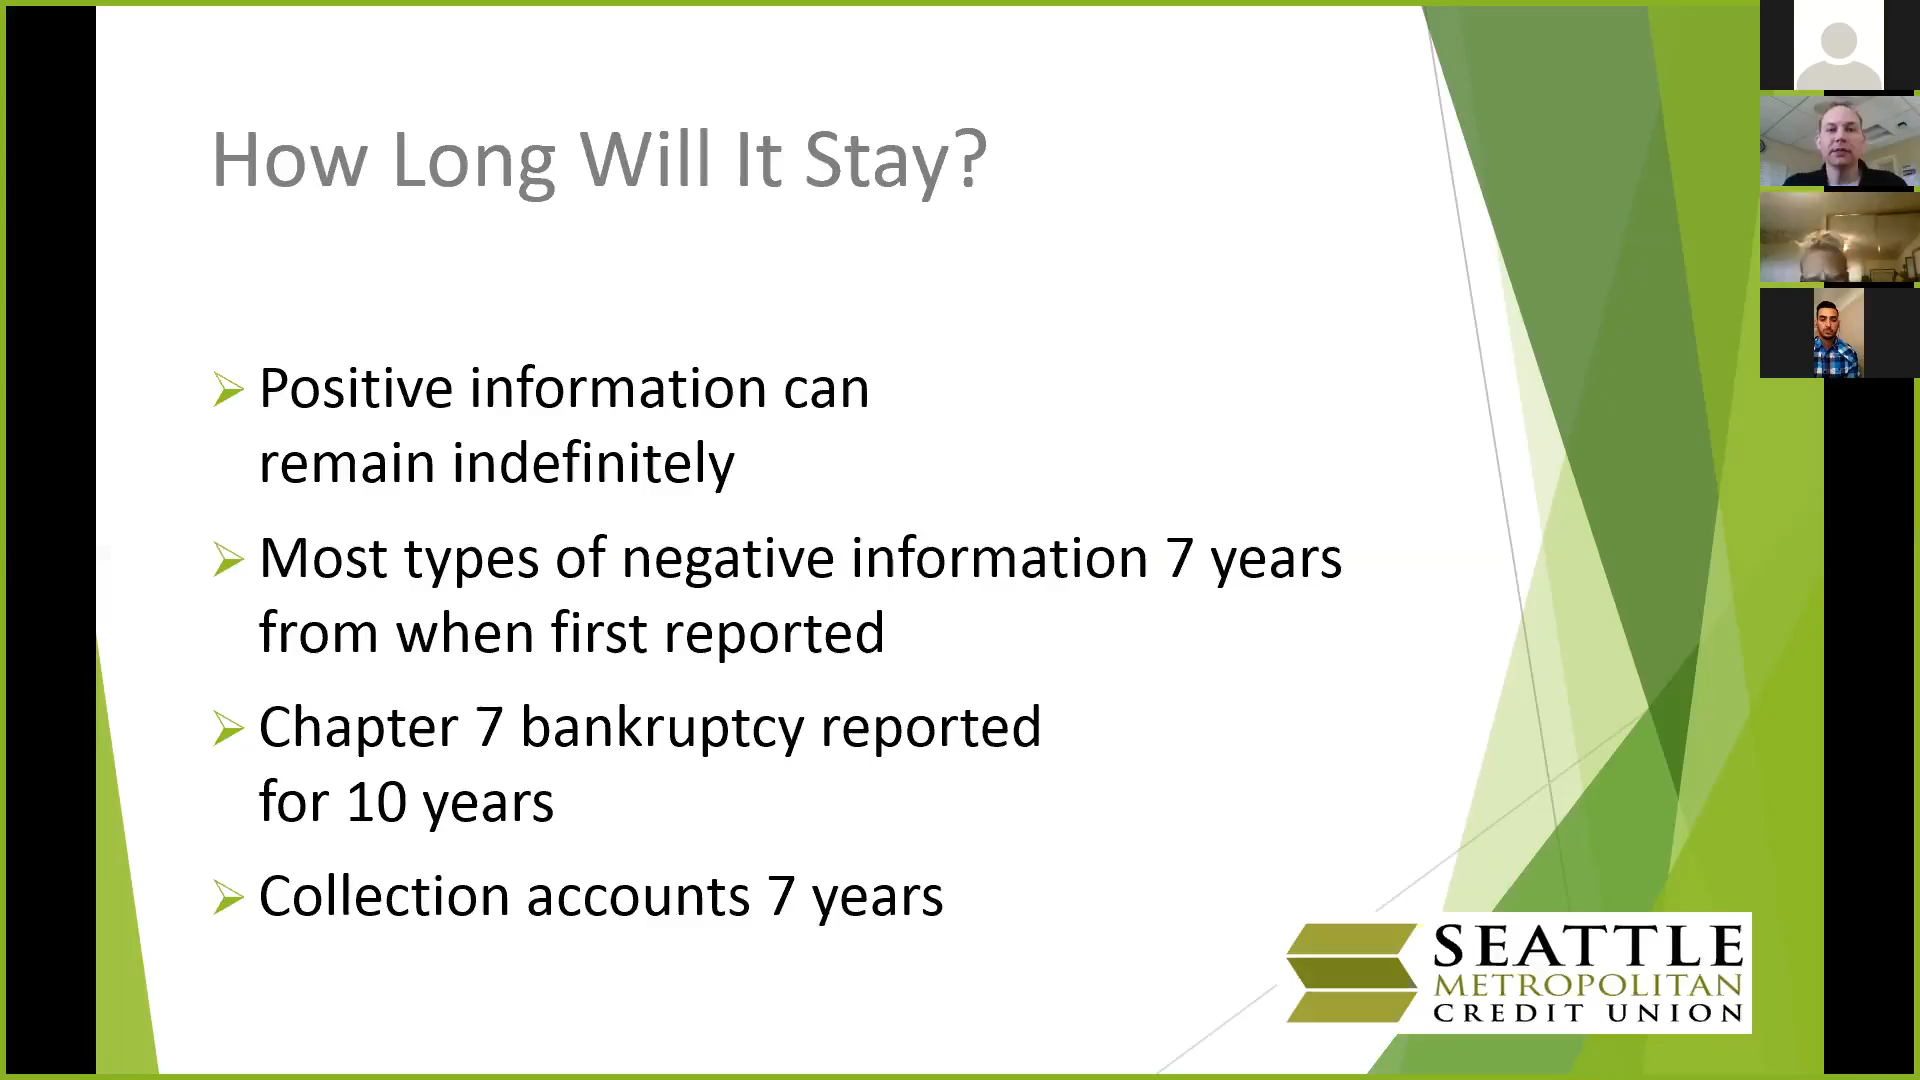 How Long Will It Stay?
Positive information can
remain indefinitely
Most types of negative information 7 years
from when first reported
Chapter 7 bankruptcy reported
for 10 years
Collection accounts 7 years
SEATTLE
METROPOLITAN
CREDIT UNION